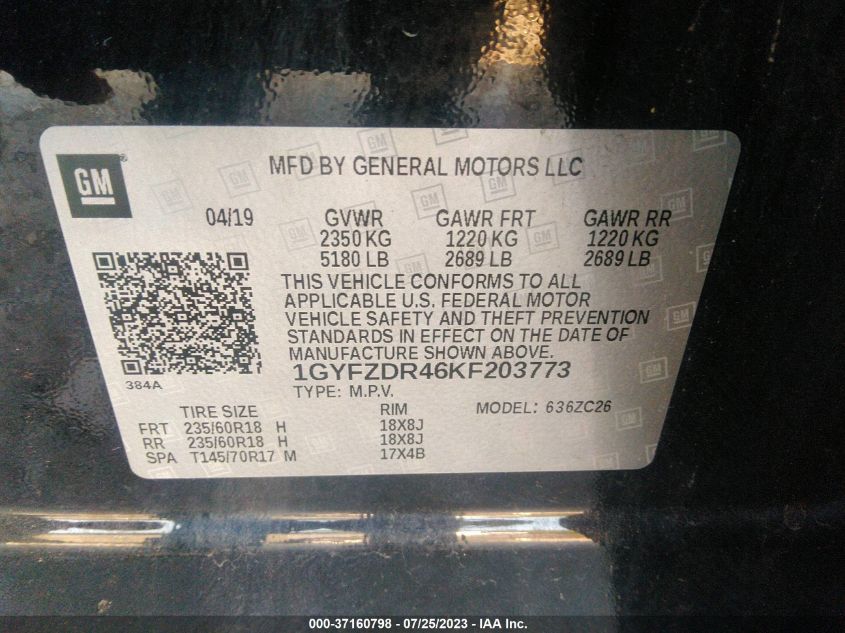 GM
®
MFD BY GENERAL MOTORS LLC
04/19 GVWR GAWR FRT GAWR RR
2350 KG 1220 KG 1220 KG
5180 LB 2689 LB 2689 LB
THIS VEHICLE CONFORMS TO ALL
APPLICABLE U.S. FEDERAL MOTOR
VEHICLE SAFETY AND THEFT PREVENTION
STANDARDS IN EFFECT ON THE DATE OF
MANUFACTURE SHOWN ABOVE.
384A
1GYFZDR46KF203773
TYPE: M.P.V.
TIRE SIZE RIM MODEL: 636ZC26
FRT 235/60R18 H 18X8J
RR 235/60R18 H 18X8J
SPA T145/70R17 M 17X4B
000-37160798 - 07/25/2023 - IAA Inc.